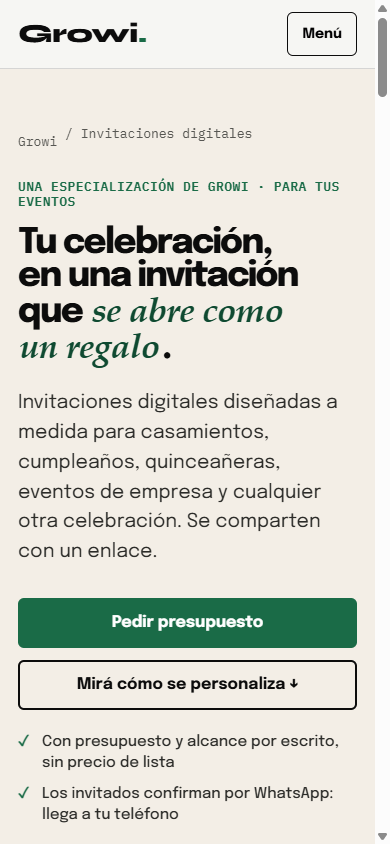 Growi.
Menú
Growi / Invitaciones digitales
UNA ESPECIALIZACIÓN DE GROWI · PARA TUS
EVENTOS
Tu celebración,
en una invitación
que se abre como
un regalo.
Invitaciones digitales diseñadas a
medida para casamientos,
cumpleaños, quinceañeras,
eventos de empresa y cualquier
otra celebración. Se comparten
con un enlace.
Pedir presupuesto
Mirá cómo se personaliza ↓
✓ Con presupuesto y alcance por escrito,
sin precio de lista
✓ Los invitados confirman por WhatsApp:
llega a tu teléfono